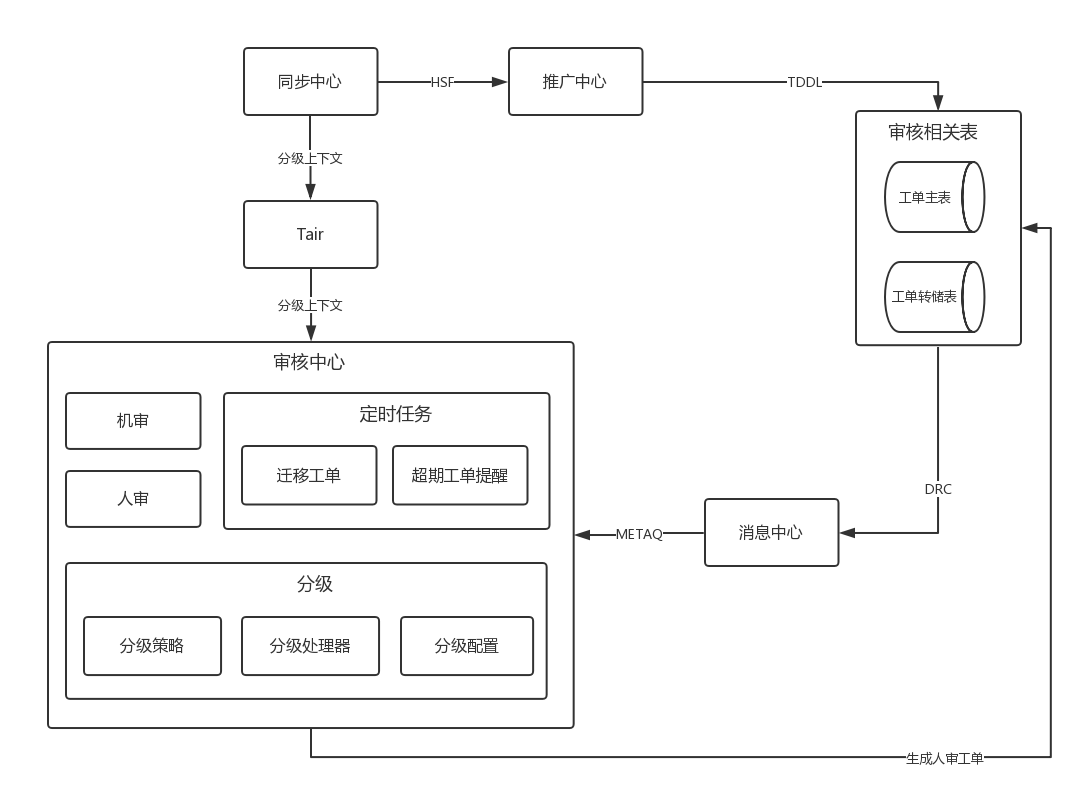 同步中心
HSF
推广中心
TDDL
审核相关表
工单主表
工单转储表
分级上下文
Tair
分级上下文
审核中心
机审
人审
定时任务
迁移工单
超期工单提醒
分级
分级策略
分级处理器
分级配置
METAQ
消息中心
DRC
生成人审工单